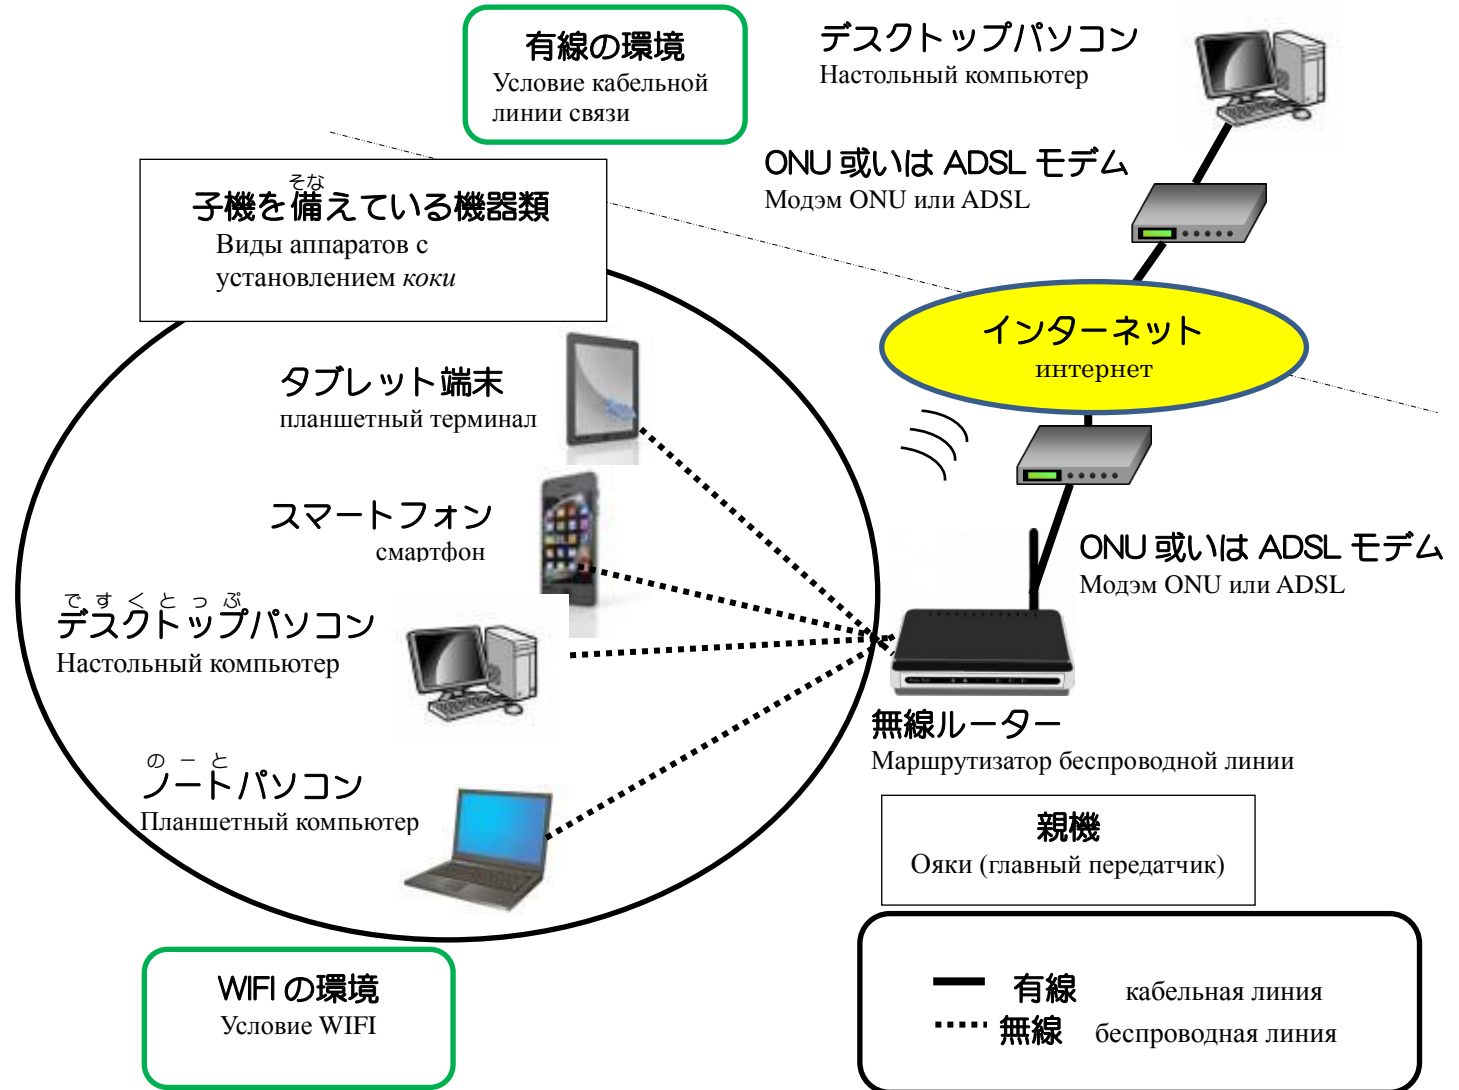 有線の環境
Условие кабельной
линии связи
デスクトップパソコン
Настольный компьютер
ONU 或いは ADSL モデム
Модэм ONU или ADSL
そな
子機を備えている機器類
Виды аппаратов с
установлением коки
インターネット
интернет
タブレット端末
планшетный терминал
スマートフォン
смартфон
ONU 或いは ADSL モデム
Модэм ONU или ADSL
ですくとっぷ
デスクトップパソコン
Настольный компьютер
無線ルーター
Маршрутизатор беспроводной линии
のーと
ノートパソコン
Планшетный компьютер
親機
Ояки (главный передатчик)
WIFI の環境
Условие WIFI
有線 кабельная линия
無線 беспроводная линия